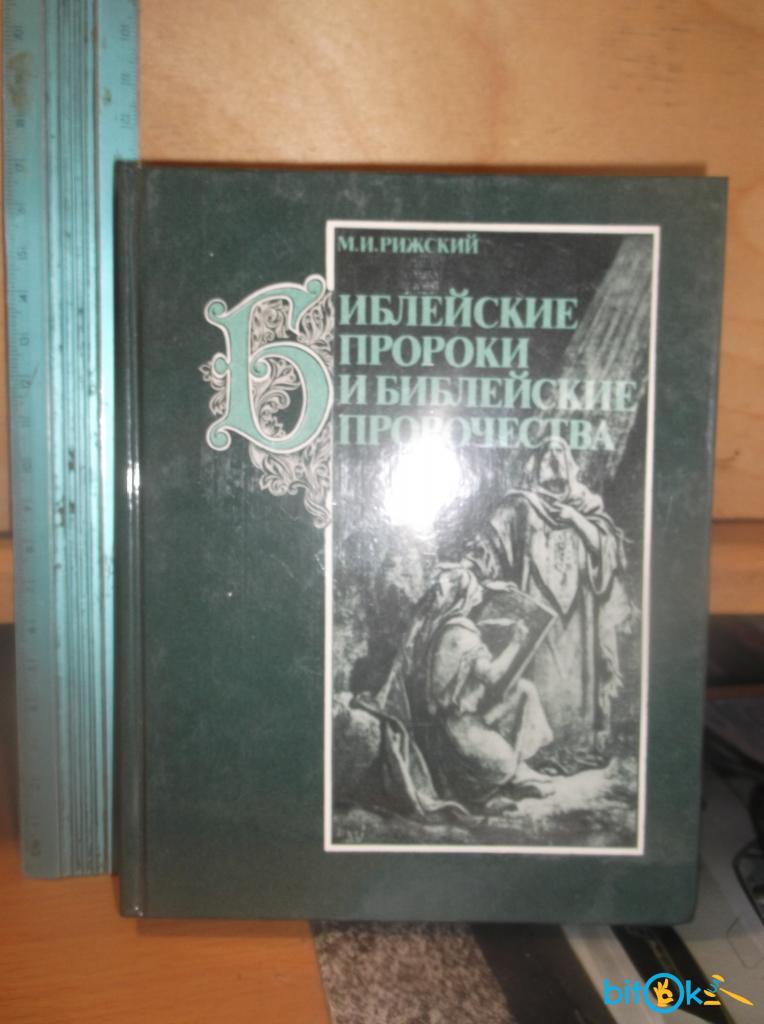 М.И.РИЖСКИЙ
БИБЛЕЙСКИЕ
ПРОРОКИ
И БИБЛЕЙСКИЕ
ПРОРОЧЕСТВА
bitOk